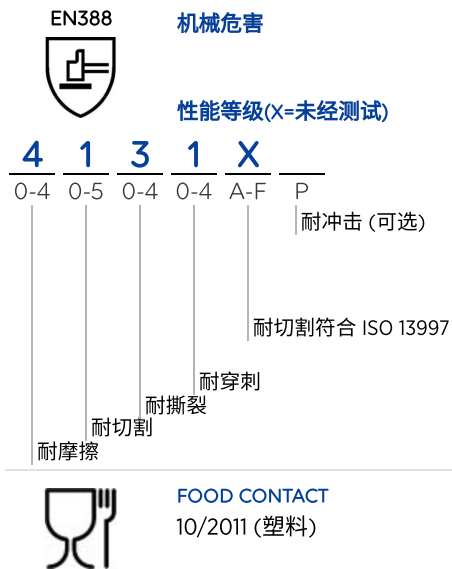 EN388
机械危害
性能等级(X=未经测试)
4 1 3 1 X
0-4 0-5 0-4 0-4 A-F P
耐冲击 (可选)
耐切割符合 ISO 13997
耐穿刺
耐撕裂
耐切割
耐摩擦
FOOD CONTACT
10/2011 (塑料)